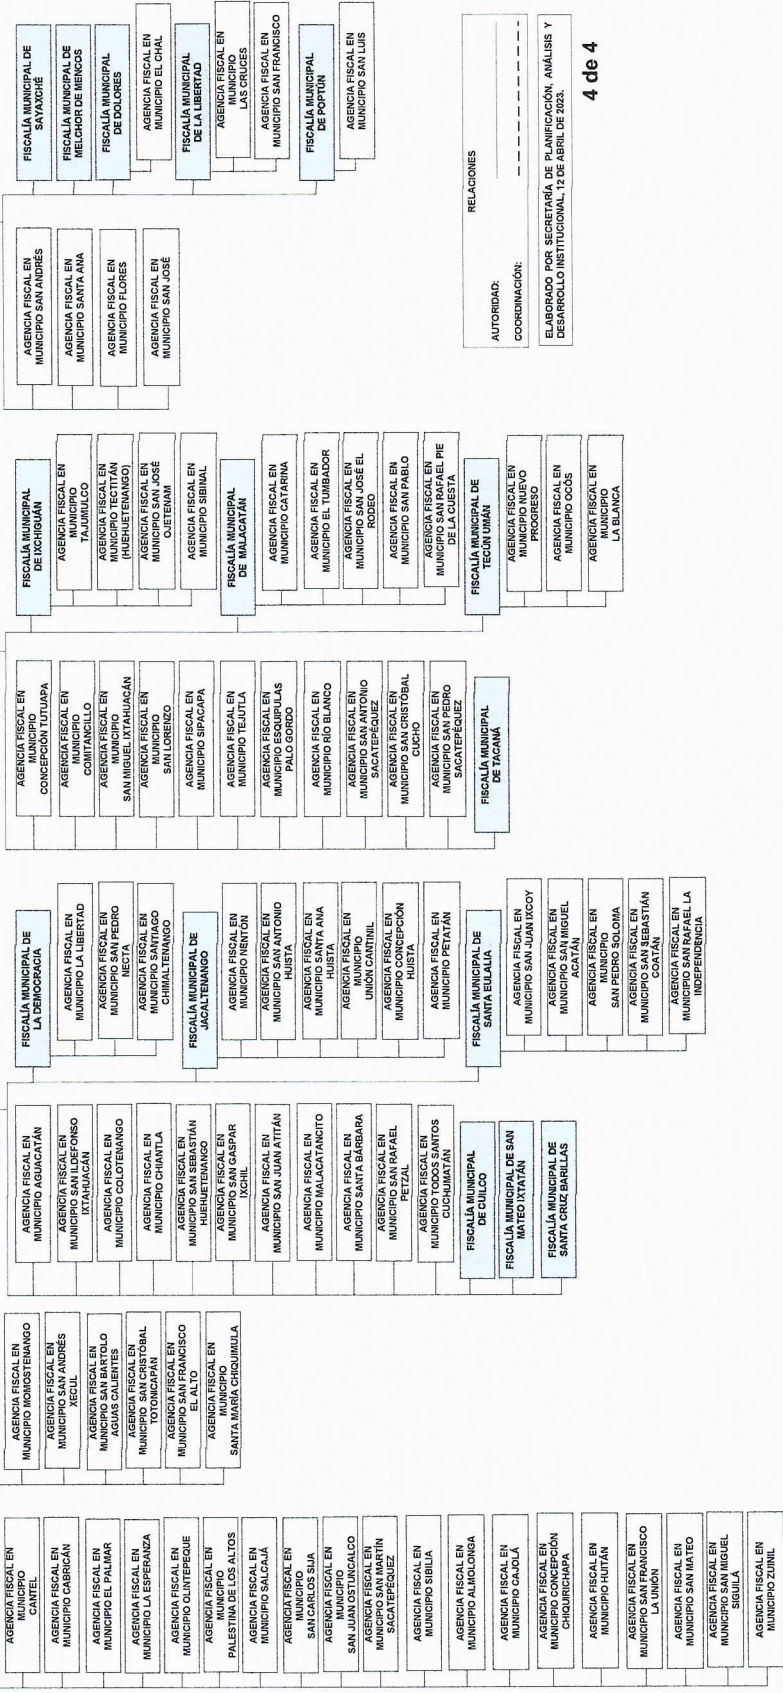 AGENCIA FISCAL EN
MUNICIPIO
CANTEL
AGENCIA FISCAL EN
MUNICIPIO CABRICÁN
AGENCIA FISCAL EN
MUNICIPIO EL PALMAR
AGENCIA FISCAL EN
MUNICIPIO LA ESPERANZA
AGENCIA FISCAL EN
MUNICIPIO OLINTEPEQUE
AGENCIA FISCAL EN
MUNICIPIO
PALESTINA DE LOS ALTOS
AGENCIA FISCAL EN
MUNICIPO SALCAJÁ
AGENCIA FISCAL EN
MUNICIPIO
SAN CARLOS SIJA
AGENCIA FISCAL EN
MUNICIPIO
SAN JUAN OSTUNCALCO
AGENCIA FISCAL EN
MUNICIPIO SAN MARTÍN
SACATEPÉQUEZ
AGENCIA FISCAL EN
MUNICIPIO SIBILIA
AGENCIA FISCAL EN
MUNICIPIO ALMOLONGA
AGENCIA FISCAL EN
MUNICIPIO CAJOLÁ
AGENCIA FISCAL EN
MUNICIPIO CONCEPCIÓN
CHIQUIRICHAPA
AGENCIA FISCAL EN
MUNICIPIO HUITÁN
AGENCIA FISCAL EN
MUNICIPIO SAN FRANCISCO
LA UNIÓN
AGENCIA FISCAL EN
MUNICIPIO SAN MATEO
AGENCIA FISCAL EN
MUNICIPIO SAN MIGUEL
SIGUILÁ
AGENCIA FISCAL EN
MUNICIPIO ZUNIL
AGENCIA FISCAL EN
MUNICIPIO MOMOSTENANGO
AGENCIA FISCAL EN
MUNICIPIO SAN ANDRÉS
XECUL
AGENCIA FISCAL EN
MUNICIPIO SAN BARTOLO
AGUAS CALIENTES
AGENCIA FISCAL EN
MUNICIPIO SAN CRISTÓBAL
TOTONICAPÁN
AGENCIA FISCAL EN
MUNICIPIO SAN FRANCISCO
EL ALTO
AGENCIA FISCAL EN
MUNICIPIO
SANTA MARÍA CHIQUIMULA
AGENCIA FISCAL EN
MUNICIPIO AGUACATÁN
AGENCIA FISCAL EN
MUNICIPIO SAN ILDEFONSO
IXTAHUACÁN
AGENCIA FISCAL EN
MUNICIPIO COLOTENANGO
AGENCIA FISCAL EN
MUNICIPIO CHIANTLA
AGENCIA FISCAL EN
MUNICIPIO SAN SEBASTIÁN
HUEHUETENANGO
AGENCIA FISCAL EN
MUNICIPIO SAN GASPAR
IXCHIL
AGENCIA FISCAL EN
MUNICIPIO SAN JUAN ATITÁN
AGENCIA FISCAL EN
MUNICIPIO MALACATANCITO
AGENCIA FISCAL EN
MUNICIPIO SANTA BÁRBARA
AGENCIA FISCAL EN
MUNICIPIO SAN RAFAEL
PETZAL
AGENCIA FISCAL EN
MUNICIPIO TODOS SANTOS
CUCHUMATÁN
FISCALÍA MUNICIPAL
DE CUILCO
FISCALÍA MUNICIPAL DE SAN
MATEO IXTATÁN
FISCALÍA MUNICIPAL DE
SANTA CRUZ BARILLAS
FISCALÍA MUNICIPAL DE
LA DEMOCRACIA
AGENCIA FISCAL EN
MUNICIPIO LA LIBERTAD
AGENCIA FISCAL EN
MUNICIPIO SAN PEDRO
NECTA
AGENCIA FISCAL EN
MUNICIPIO SANTIAGO
CHIMALTENANGO
FISCALÍA MUNICIPAL DE
JACALTENANGO
AGENCIA FISCAL EN
MUNICIPIO NENTÓN
AGENCIA FISCAL EN
MUNICIPIO SAN ANTONIO
HUISTA
AGENCIA FISCAL EN
MUNICIPIO SANTA ANA
HUISTA
AGENCIA FISCAL EN
MUNICIPIO
UNIÓN CANTINIL
AGENCIA FISCAL EN
MUNICIPIO CONCEPCIÓN
HUISTA
AGENCIA FISCAL EN
MUNICIPIO PETATÁN
FISCALÍA MUNICIPAL DE
SANTA EULALIA
AGENCIA FISCAL EN
MUNICIPIO SAN JUAN IXCOY
AGENCIA FISCAL EN
MUNICIPIO SAN MIGUEL
ACATÁN
AGENCIA FISCAL EN
MUNICIPIO
SAN PEDRO SOLOMA
AGENCIA FISCAL EN
MUNICIPIO SAN SEBASTIÁN
COATÁN
AGENCIA FISCAL EN
MUNICIPIO SAN RAFAEL LA
INDEPENDENCIA
AGENCIA FISCAL EN
MUNICIPIO
CONCEPCIÓN TUTUAPA
AGENCIA FISCAL EN
MUNICIPIO
COMITANCILLO
AGENCIA FISCAL EN
MUNICIPIO
SAN MIGUEL IXTAHUACÁN
AGENCIA FISCAL EN
MUNICIPIO
SAN LORENZO
AGENCIA FISCAL EN
MUNICIPIO SIPACAPA
AGENCIA FISCAL EN
MUNICIPIO TEJUTLA
AGENCIA FISCAL EN
MUNICIPIO ESQUIPULAS
PALO GORDO
AGENCIA FISCAL EN
MUNICIPIO RÍO BLANCO
AGENCIA FISCAL EN
MUNICIPIO SAN ANTONIO
SACATEPÉQUEZ
AGENCIA FISCAL EN
MUNICIPIO SAN CRISTÓBAL
CUCHO
AGENCIA FISCAL EN
MUNICIPIO SAN PEDRO
SACATEPÉQUEZ
FISCALÍA MUNICIPAL
DE TACANÁ
FISCALÍA MUNICIPAL
DE IXCHIGUÁN
AGENCIA FISCAL EN
MUNICIPIO
TAJUMULCO
AGENCIA FISCAL EN
MUNICIPIO TECTITÁN
(HUEHUETENANGO)
AGENCIA FISCAL EN
MUNICIPIO SAN JOSÉ
OJETENAM
AGENCIA FISCAL EN
MUNICIPIO SIBINAL
FISCALÍA MUNICIPAL
DE MALACATÁN
AGENCIA FISCAL EN
MUNICIPIO CATARINA
AGENCIA FISCAL EN
MUNICIPIO EL TUMBADOR
AGENCIA FISCAL EN
MUNICIPIO SAN JOSÉ EL
RODEO
AGENCIA FISCAL EN
MUNICIPIO SAN PABLO
AGENCIA FISCAL EN
MUNICIPIO SAN RAFAEL PIE
DE LA CUESTA
FISCALÍA MUNICIPAL DE
TECÚN UMÁN
AGENCIA FISCAL EN
MUNICIPIO NUEVO
PROGRESO
AGENCIA FISCAL EN
MUNICIPIO OCÓS
AGENCIA FISCAL EN
MUNICIPIO
LA BLANCA
AGENCIA FISCAL EN
MUNICIPIO SAN ANDRÉS
AGENCIA FISCAL EN
MUNICIPIO SANTA ANA
AGENCIA FISCAL EN
MUNICIPIO FLORES
AGENCIA FISCAL EN
MUNICIPIO SAN JOSÉ
FISCALÍA MUNICIPAL DE
SAYAXCHÉ
FISCALÍA MUNICIPAL DE
MELCHOR DE MENCOS
FISCALÍA MUNICIPAL
DE DOLORES
AGENCIA FISCAL EN
MUNICIPIO EL CHAL
FISCALÍA MUNICIPAL
DE LA LIBERTAD
AGENCIA FISCAL EN
MUNICIPIO
LAS CRUCES
AGENCIA FISCAL EN
MUNICIPIO SAN FRANCISCO
FISCALÍA MUNICIPAL
DE POPTÚN
AGENCIA FISCAL EN
MUNICIPIO SAN LUIS
RELACIONES
AUTORIDAD:
COORDINACIÓN:
ELABORADO POR SECRETARÍA DE PLANIFICACIÓN, ANÁLISIS Y
DESARROLLO INSTITUCIONAL, 12 DE ABRIL DE 2023.
4 de 4